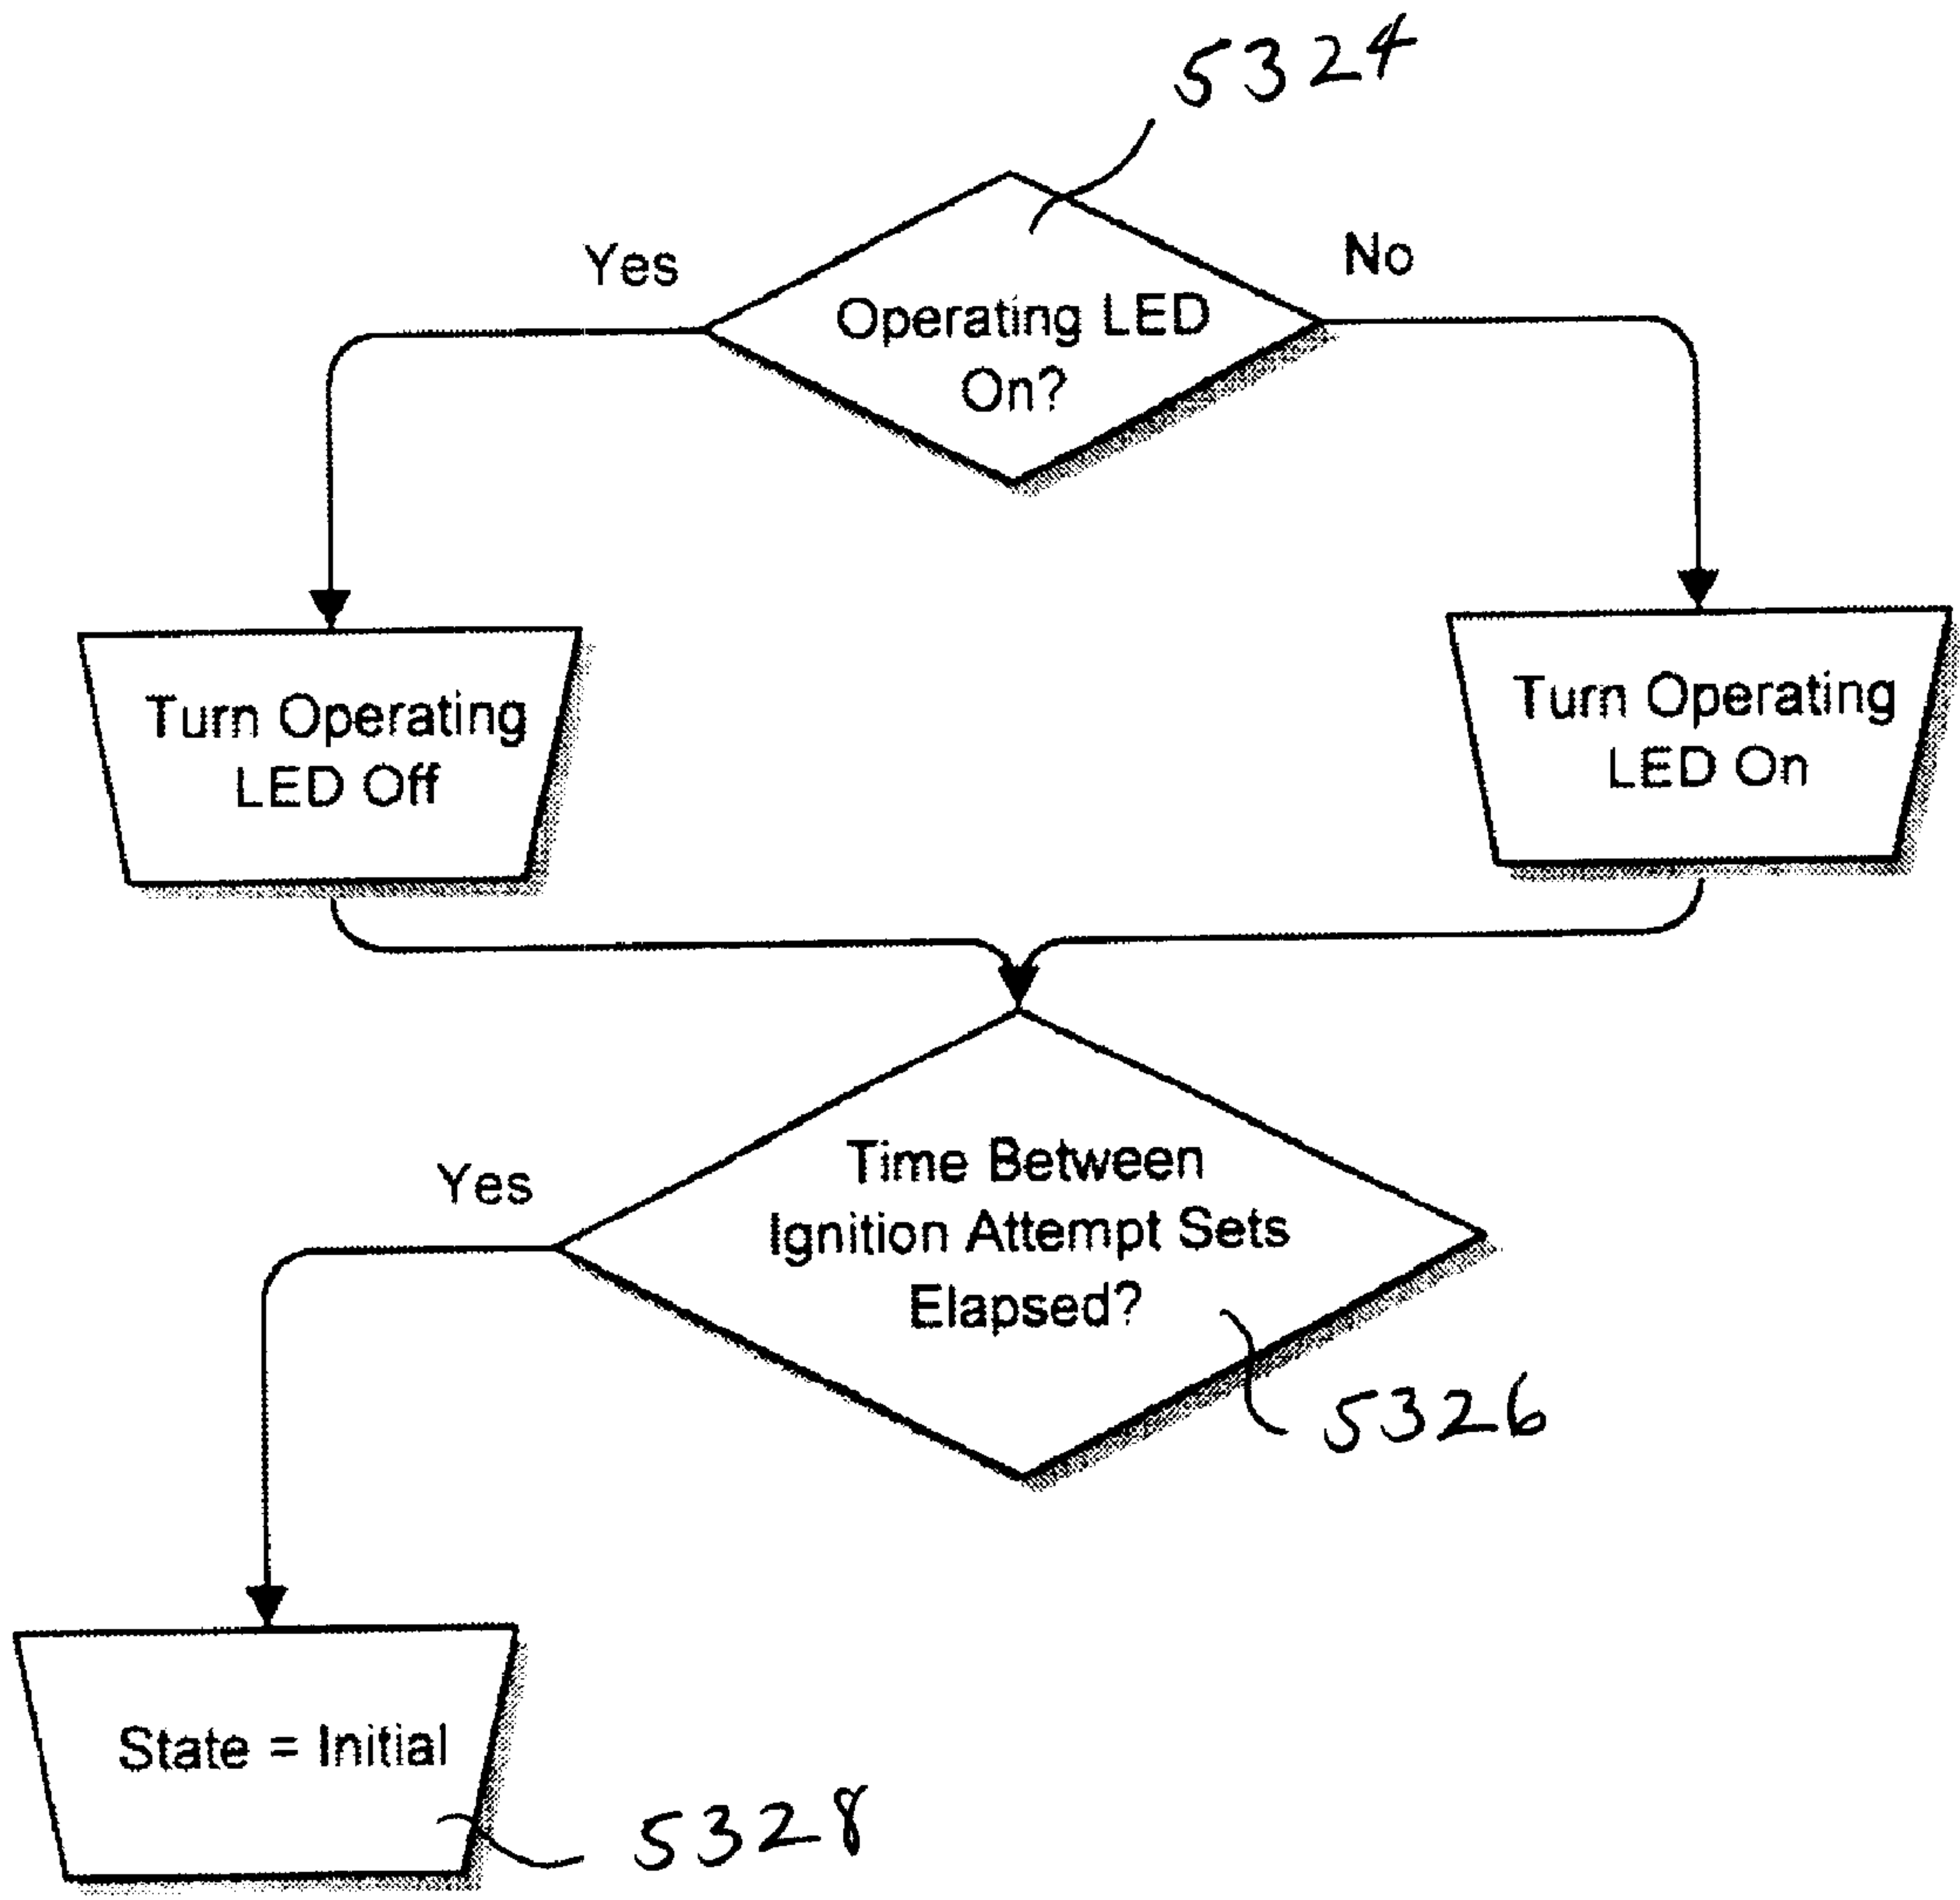 5324
Yes
No
Operating LED
On?
Turn Operating
LED Off
Turn Operating
LED On
Yes
Time Between
Ignition Attempt Sets
Elapsed?
5326
State = Initial
5328